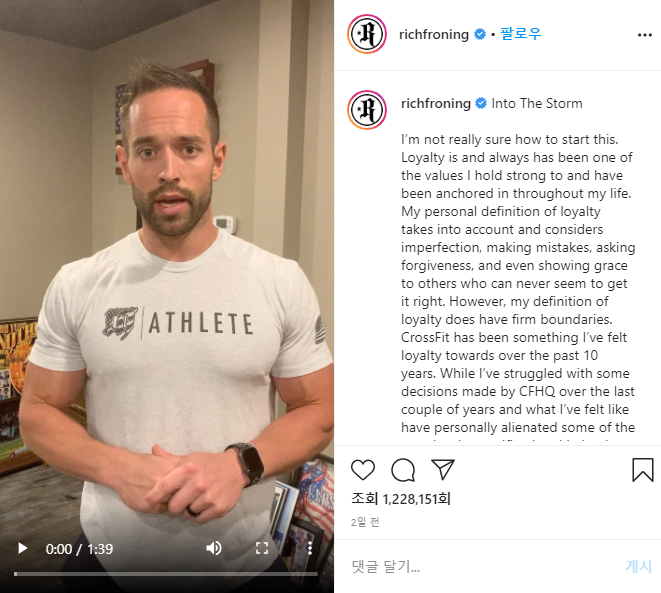 richfroning • 팔로우
richfroning Into The Storm
I'm not really sure how to start this.
Loyalty is and always has been one of
the values I hold strong to and have
been anchored in throughout my life.
My personal definition of loyalty
takes into account and considers
imperfection, making mistakes, asking
forgiveness, and even showing grace
to others who can never seem to get
it right. However, my definition of
loyalty does have firm boundaries.
CrossFit has been something I've felt
loyalty towards over the past 10
years. While I've struggled with some
decisions made by CFHQ over the last
couple of years and what I've felt like
have personally alienated some of the
조회 1,228,151회
2일 전
댓글 달기...
게시
ATHLETE
0:00 / 1:39